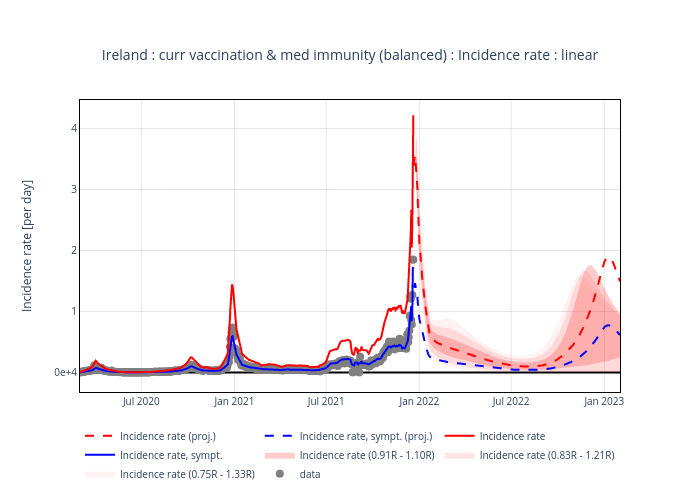 Ireland : curr vaccination & med immunity (balanced) : Incidence rate : linear
Incidence rate [per day]
4
3
2
1
0e+4
Jul 2020
Jan 2021
Jul 2021
Jan 2022
Jul 2022
Jan 2023
Incidence rate (proj.)
Incidence rate, sympt. (proj.)
Incidence rate
Incidence rate, sympt.
Incidence rate (0.91R - 1.10R)
Incidence rate (0.83R - 1.21R)
Incidence rate (0.75R - 1.33R)
data